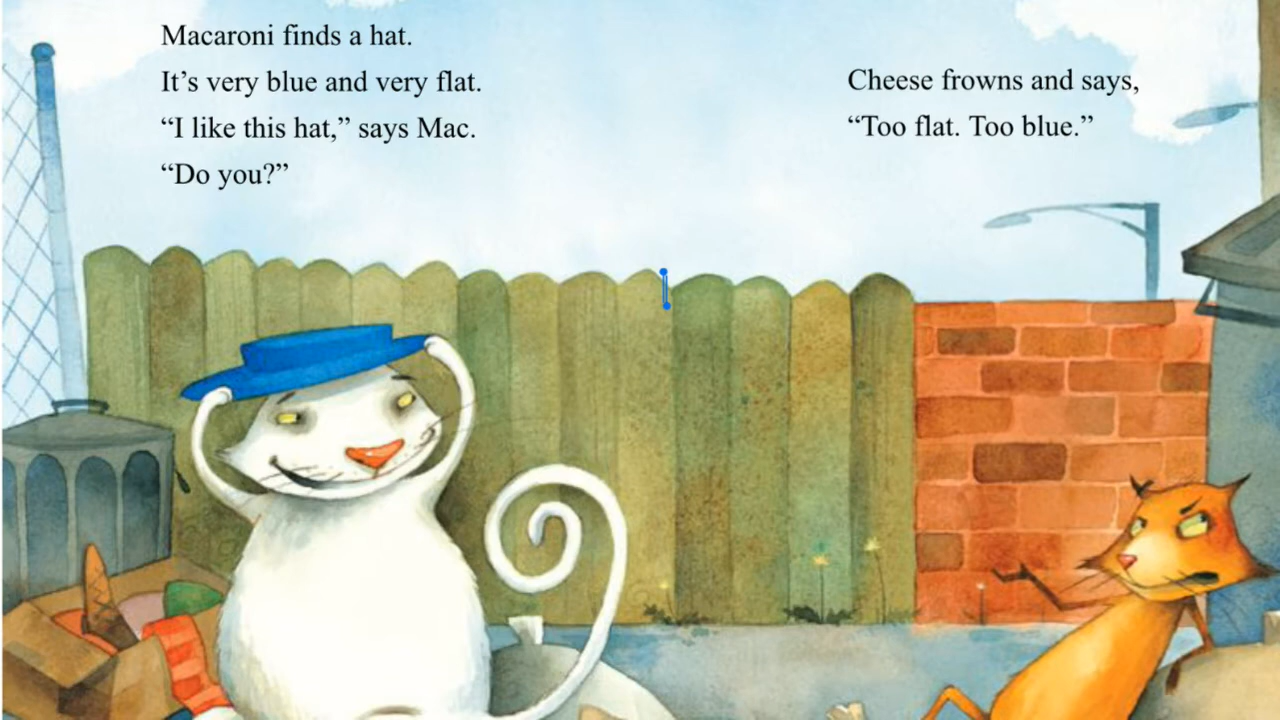 Macaroni finds a hat.
It’s very blue and very flat.
“I like this hat,” says Mac.
“Do you?”
Cheese frowns and says,
“Too flat. Too blue.”